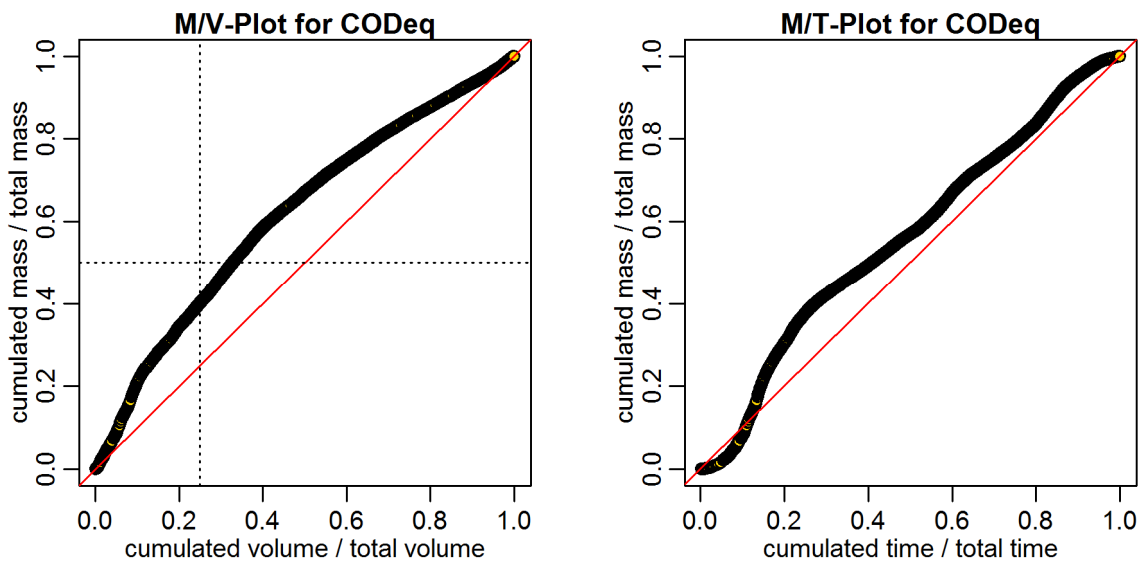 M/V-Plot for CODeq
cumulated mass / total mass
1.0
0.8
0.6
0.4
0.2
0.0
0.0 0.2 0.4 0.6 0.8 1.0
cumulated volume / total volume
M/T-Plot for CODeq
cumulated mass / total mass
1.0
0.8
0.6
0.4
0.2
0.0
0.0 0.2 0.4 0.6 0.8 1.0
cumulated time / total time